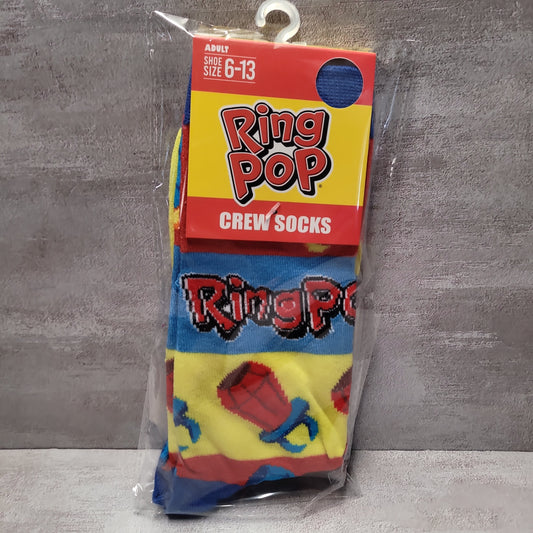 ADULT
SHOE
SIZE 6-13
Ring
POP
CREW SOCKS
RingPo